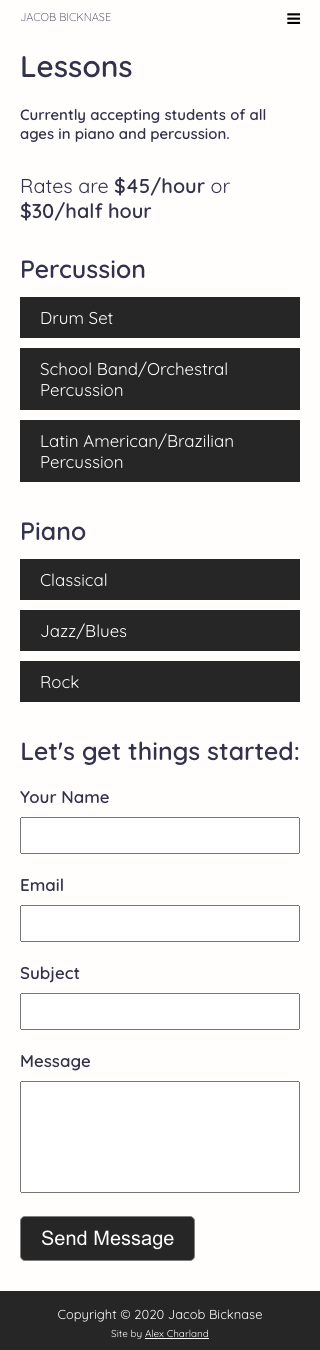 JACOB BICKNASE
Lessons
Currently accepting students of all
ages in piano and percussion.
Rates are $45/hour or
$30/half hour
Percussion
Drum Set
School Band/Orchestral
Percussion
Latin American/Brazilian
Percussion
Piano
Classical
Jazz/Blues
Rock
Let's get things started:
Your Name
Email
Subject
Message
Send Message
Copyright © 2020 Jacob Bicknase
Site by Alex Charland